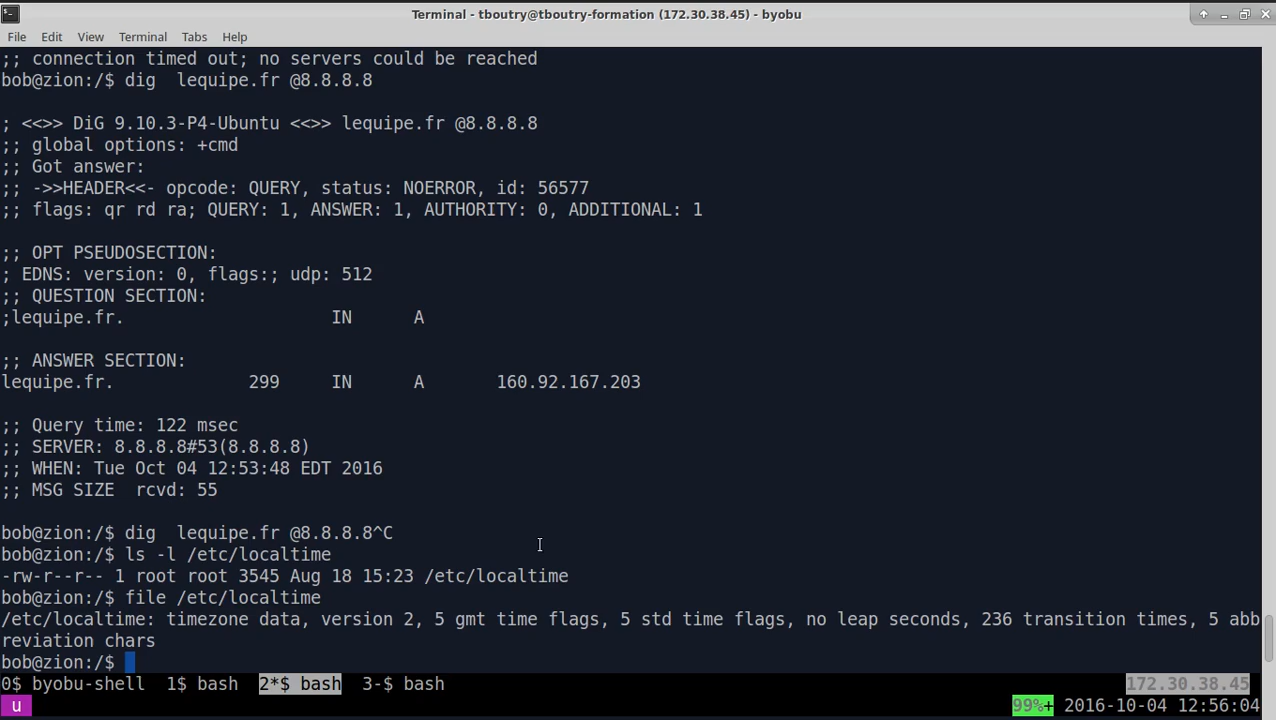 Terminal - tboutry@tboutry-formation (172.30.38.45) - byobu
File Edit View Terminal Tabs Help
;; connection timed out; no servers could be reached
bob@zion:/$ dig  lequipe.fr @8.8.8.8

; <<>> DiG 9.10.3-P4-Ubuntu <<>> lequipe.fr @8.8.8.8
;; global options: +cmd
;; Got answer:
;; ->>HEADER<<- opcode: QUERY, status: NOERROR, id: 56577
;; flags: qr rd ra; QUERY: 1, ANSWER: 1, AUTHORITY: 0, ADDITIONAL: 1

;; OPT PSEUDOSECTION:
; EDNS: version: 0, flags:; udp: 512
;; QUESTION SECTION:
;lequipe.fr.                    IN      A

;; ANSWER SECTION:
lequipe.fr.             299     IN      A       160.92.167.203

;; Query time: 122 msec
;; SERVER: 8.8.8.8#53(8.8.8.8)
;; WHEN: Tue Oct 04 12:53:48 EDT 2016
;; MSG SIZE  rcvd: 55

bob@zion:/$ dig  lequipe.fr @8.8.8.8^C
bob@zion:/$ ls -l /etc/localtime
-rw-r--r-- 1 root root 3545 Aug 18 15:23 /etc/localtime
bob@zion:/$ file /etc/localtime
/etc/localtime: timezone data, version 2, 5 gmt time flags, 5 std time flags, no leap seconds, 236 transition times, 5 abb
reviation chars
bob@zion:/$
0$ byobu-shell  1$ bash  2*$ bash  3-$ bash 172.30.38.45
u 99%+ 2016-10-04 12:56:04